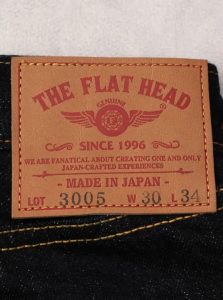 THE FLAT HEAD
GENUINE
®
SINCE 1996
WE ARE FANATICAL ABOUT CREATING ONE AND ONLY
JAPAN-CRAFTED EXPERIENCES
- MADE IN JAPAN -
LOT 3005 W 30 L 34